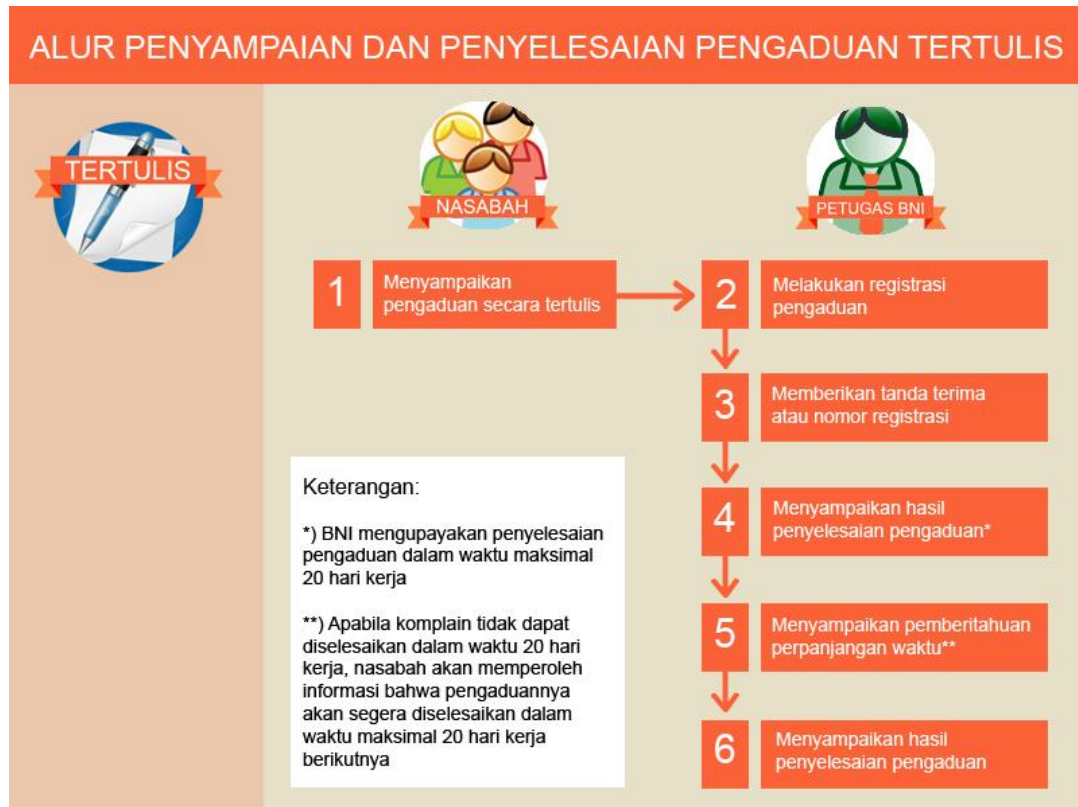 ALUR PENYAMPAIAN DAN PENYELESAIAN PENGADUAN TERTULIS
TERTULIS
NASABAH
PETUGAS BNI
1
Menyampaikan
pengaduan secara tertulis
2
Melakukan registrasi
pengaduan
3
Memberikan tanda terima
atau nomor registrasi
4
Menyampaikan hasil
penyelesaian pengaduan*
5
Menyampaikan pemberitahuan
perpanjangan waktu**
6
Menyampaikan hasil
penyelesaian pengaduan
Keterangan:
*) BNI mengupayakan penyelesaian
pengaduan dalam waktu maksimal
20 hari kerja
**) Apabila komplain tidak dapat
diselesaikan dalam waktu 20 hari
kerja, nasabah akan memperoleh
informasi bahwa pengaduannya
akan segera diselesaikan dalam
waktu maksimal 20 hari kerja
berikutnya